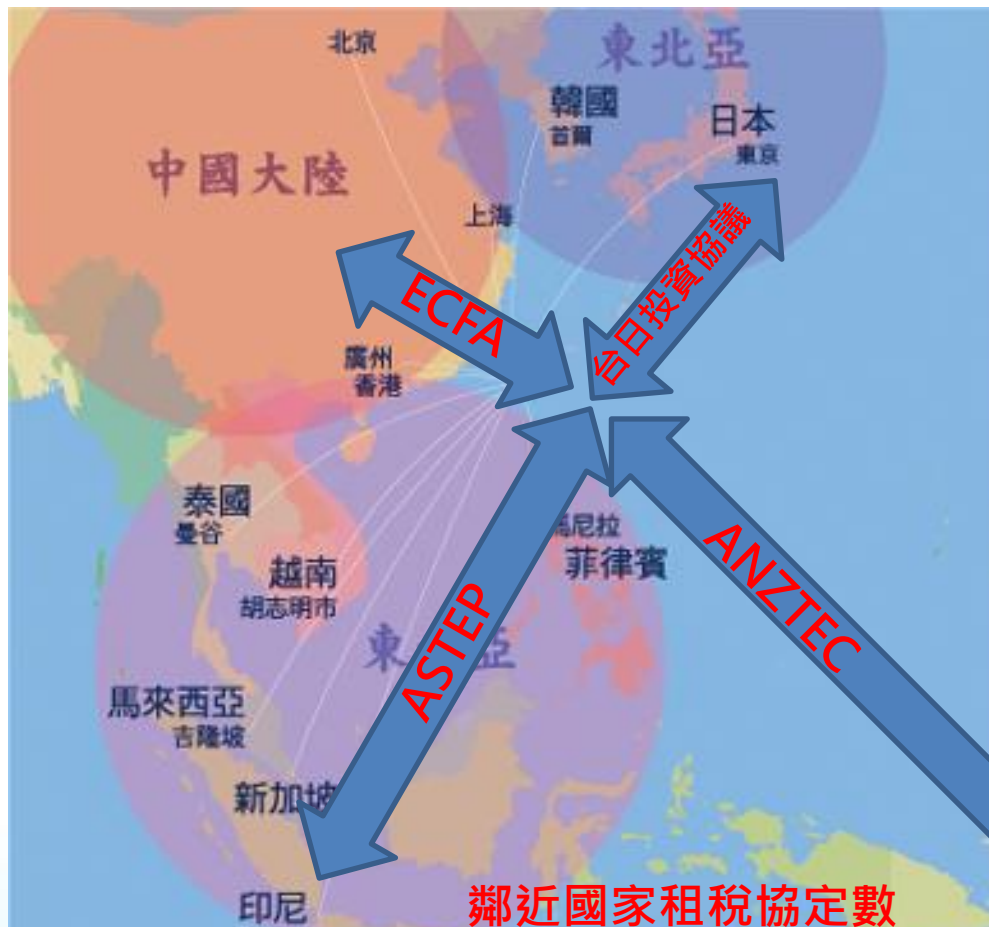 北京
東北亞
韓國
首爾
日本
東京
中國大陸
上海
台日投資協議
ECFA
廣州
香港
泰國
曼谷
尼拉
菲律賓
越南
胡志明市
ANZTEC
東
亞
ASTEP
馬來西亞
吉隆坡
新加坡
印尼
鄰近國家租稅協定數